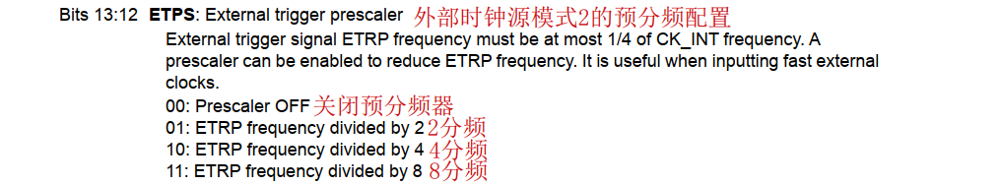 Bits 13:12 ETPS: External trigger prescaler 外部时钟源模式2的预分频配置
External trigger signal ETRP frequency must be at most 1/4 of CK_INT frequency. A
prescaler can be enabled to reduce ETRP frequency. It is useful when inputting fast external
clocks.
00: Prescaler OFF 关闭预分频器
01: ETRP frequency divided by 2 2分频
10: ETRP frequency divided by 4 4分频
11: ETRP frequency divided by 8 8分频